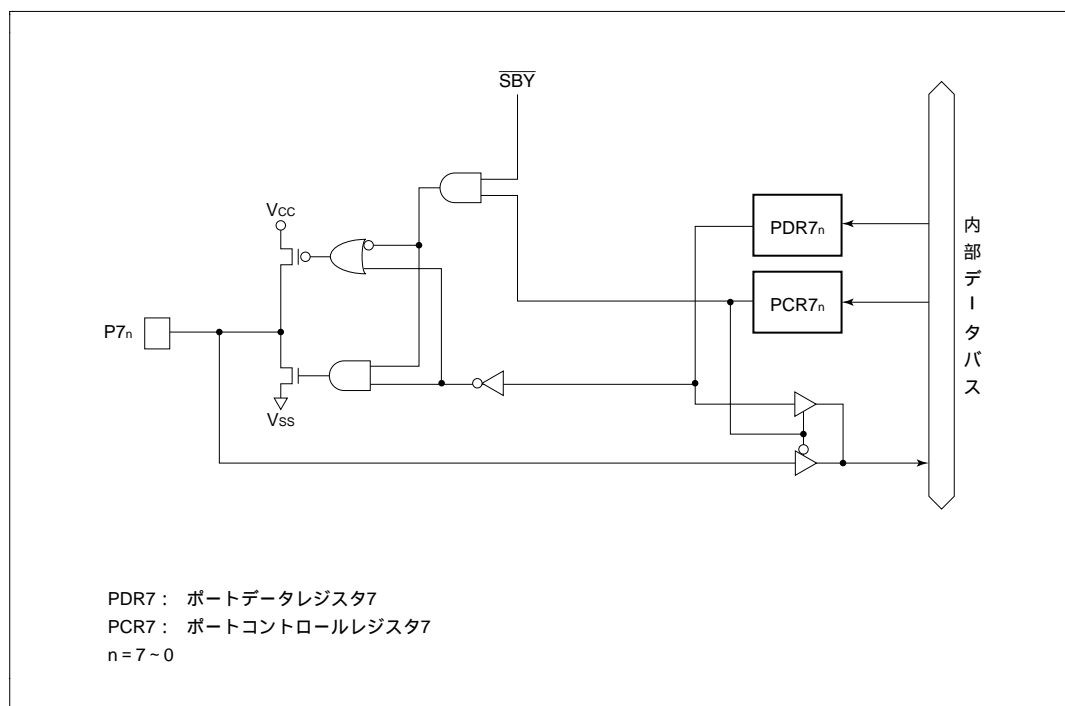 SBY
VCC
PDR7n
内部データバス
PCR7n
P7n
VSS
PDR7： ポートデータレジスタ7
PCR7： ポートコントロールレジスタ7
n = 7 ~ 0